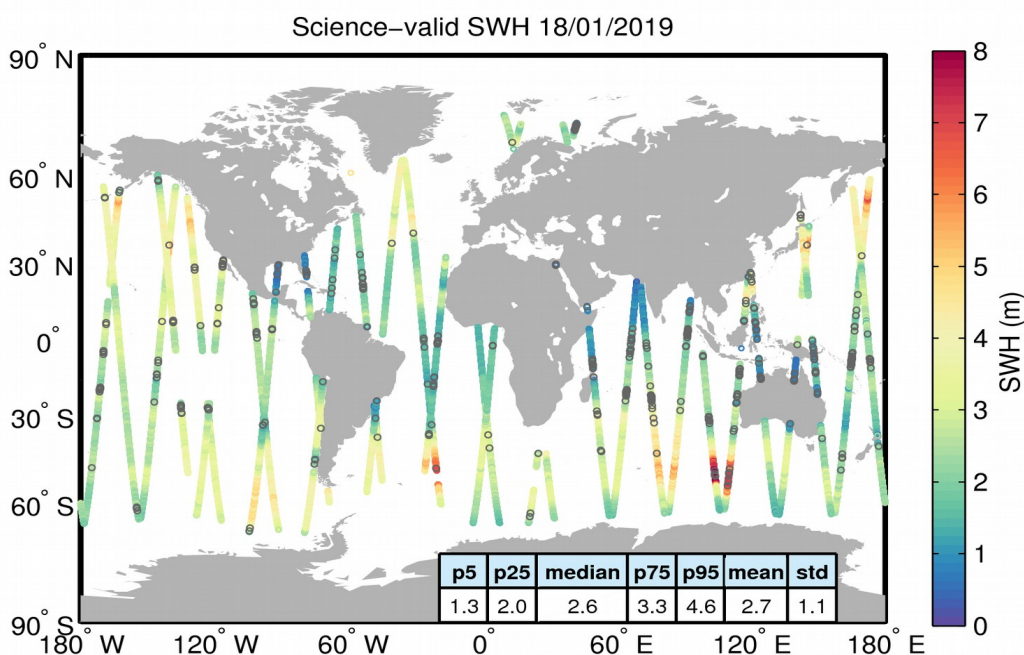 Science−valid SWH 18/01/2019
90° N
60° N
30° N
0°
30° S
60° S
90° S
180° W
120° W
60° W
0°
60° E
120° E
180° E
p5 p25 median p75 p95 mean std
1.3 2.0 2.6 3.3 4.6 2.7 1.1
8
7
6
5
4
3
2
1
0
SWH (m)